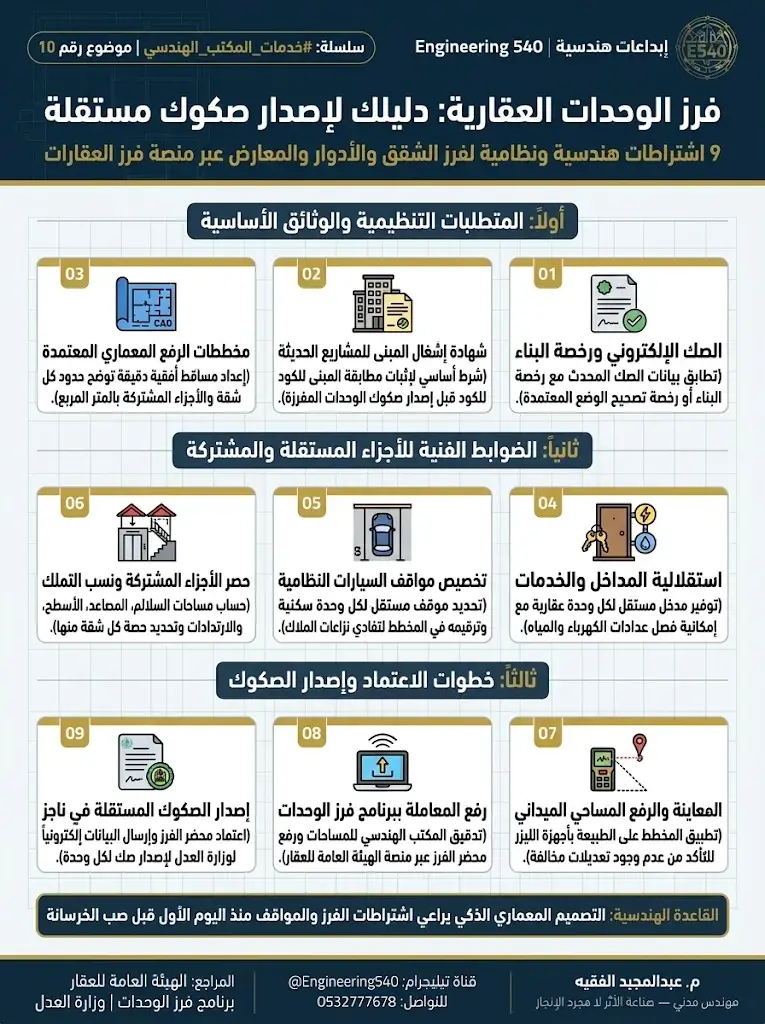 إبداعات هندسية | Engineering 540
E540
سلسلة: #خدمات_المكتب_الهندسي | موضوع رقم 10
فرز الوحدات العقارية: دليلك لإصدار صكوك مستقلة
9 اشتراطات هندسية ونظامية لفرز الشقق والأدوار والمعارض عبر منصة فرز العقارات
أولاً: المتطلبات التنظيمية والوثائق الأساسية
01
الصك الإلكتروني ورخصة البناء
(تطابق بيانات الصك المحدث مع رخصة
البناء أو رخصة تصحيح الوضع المعتمدة).
02
شهادة إشغال المبنى للمشاريع الحديثة
(شرط أساسي لإثبات مطابقة المبنى للكود
للكود قبل إصدار صكوك الوحدات المفرزة).
03
CAO
مخططات الرفع المعماري المعتمدة
(إعداد مساقط أفقية دقيقة توضح حدود كل
شقة والأجزاء المشتركة بالمتر المربع).
ثانياً: الضوابط الفنية للأجزاء المستقلة والمشتركة
04
استقلالية المداخل والخدمات
(توفير مدخل مستقل لكل وحدة عقارية مع
إمكانية فصل عدادات الكهرباء والمياه).
05
تخصيص مواقف السيارات النظامية
(تحديد موقف مستقل لكل وحدة سكنية
وترقيمه في المخطط لتفادي نزاعات الملاك).
06
حصر الأجزاء المشتركة ونسب التملك
(حساب مساحات السلالم، المصاعد، الأسطح،
والارتدادات وتحديد حصة كل شقة منها).
ثالثاً: خطوات الاعتماد وإصدار الصكوك
07
المعاينة والرفع المساحي الميداني
(تطبيق المخطط على الطبيعة بأجهزة الليزر
للتأكد من عدم وجود تعديلات مخالفة).
08
رفع المعاملة ببرنامج فرز الوحدات
(تدقيق المكتب الهندسي للمساحات ورفع
محضر الفرز عبر منصة الهيئة العامة للعقار).
09
إصدار الصكوك المستقلة في ناجز
(اعتماد محضر الفرز وإرسال البيانات إلكترونياً
لوزارة العدل لإصدار صك لكل وحدة).
القاعدة الهندسية: التصميم المعماري الذكي يراعي اشتراطات الفرز والمواقف منذ اليوم الأول قبل صب الخرسانة
م. عبدالمجيد الفقيه
مهندس مدني — صناعة الأثر لا مجرد الإنجاز
قناة تيليجرام: Engineering540@
للتواصل: 0532777678
المراجع: الهيئة العامة للعقار
برنامج فرز الوحدات | وزارة العدل